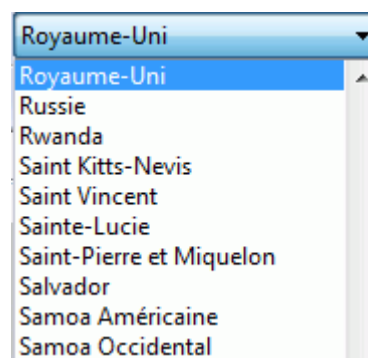 Royaume-Uni
Royaume-Uni
Russie
Rwanda
Saint Kitts-Nevis
Saint Vincent
Sainte-Lucie
Saint-Pierre et Miquelon
Salvador
Samoa Américaine
Samoa Occidental